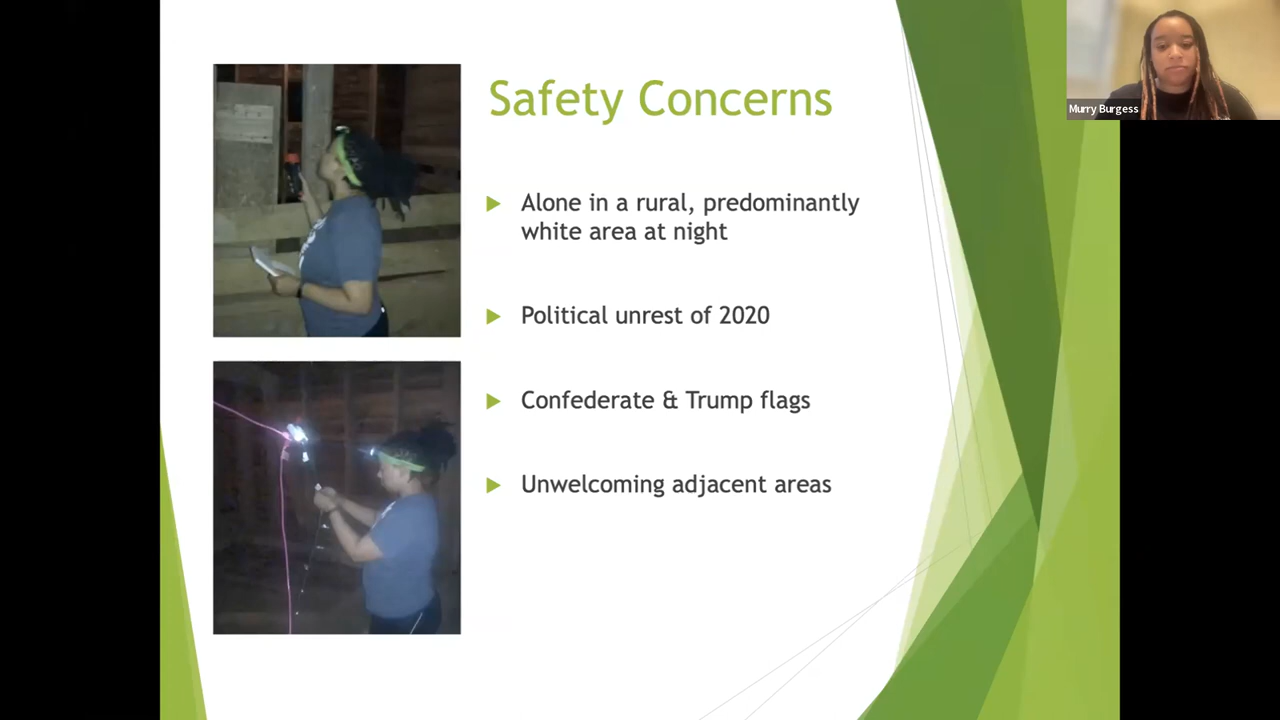 Safety Concerns
Murry Burgess
Alone in a rural, predominantly
white area at night
Political unrest of 2020
Confederate & Trump flags
Unwelcoming adjacent areas